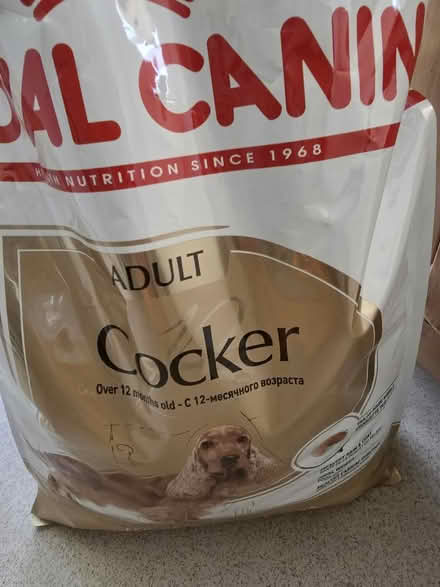 AL CANIN
NUTRITION SINCE 1968
ADULT
Cocker
Over 12 months old - С 12-месячного возраста